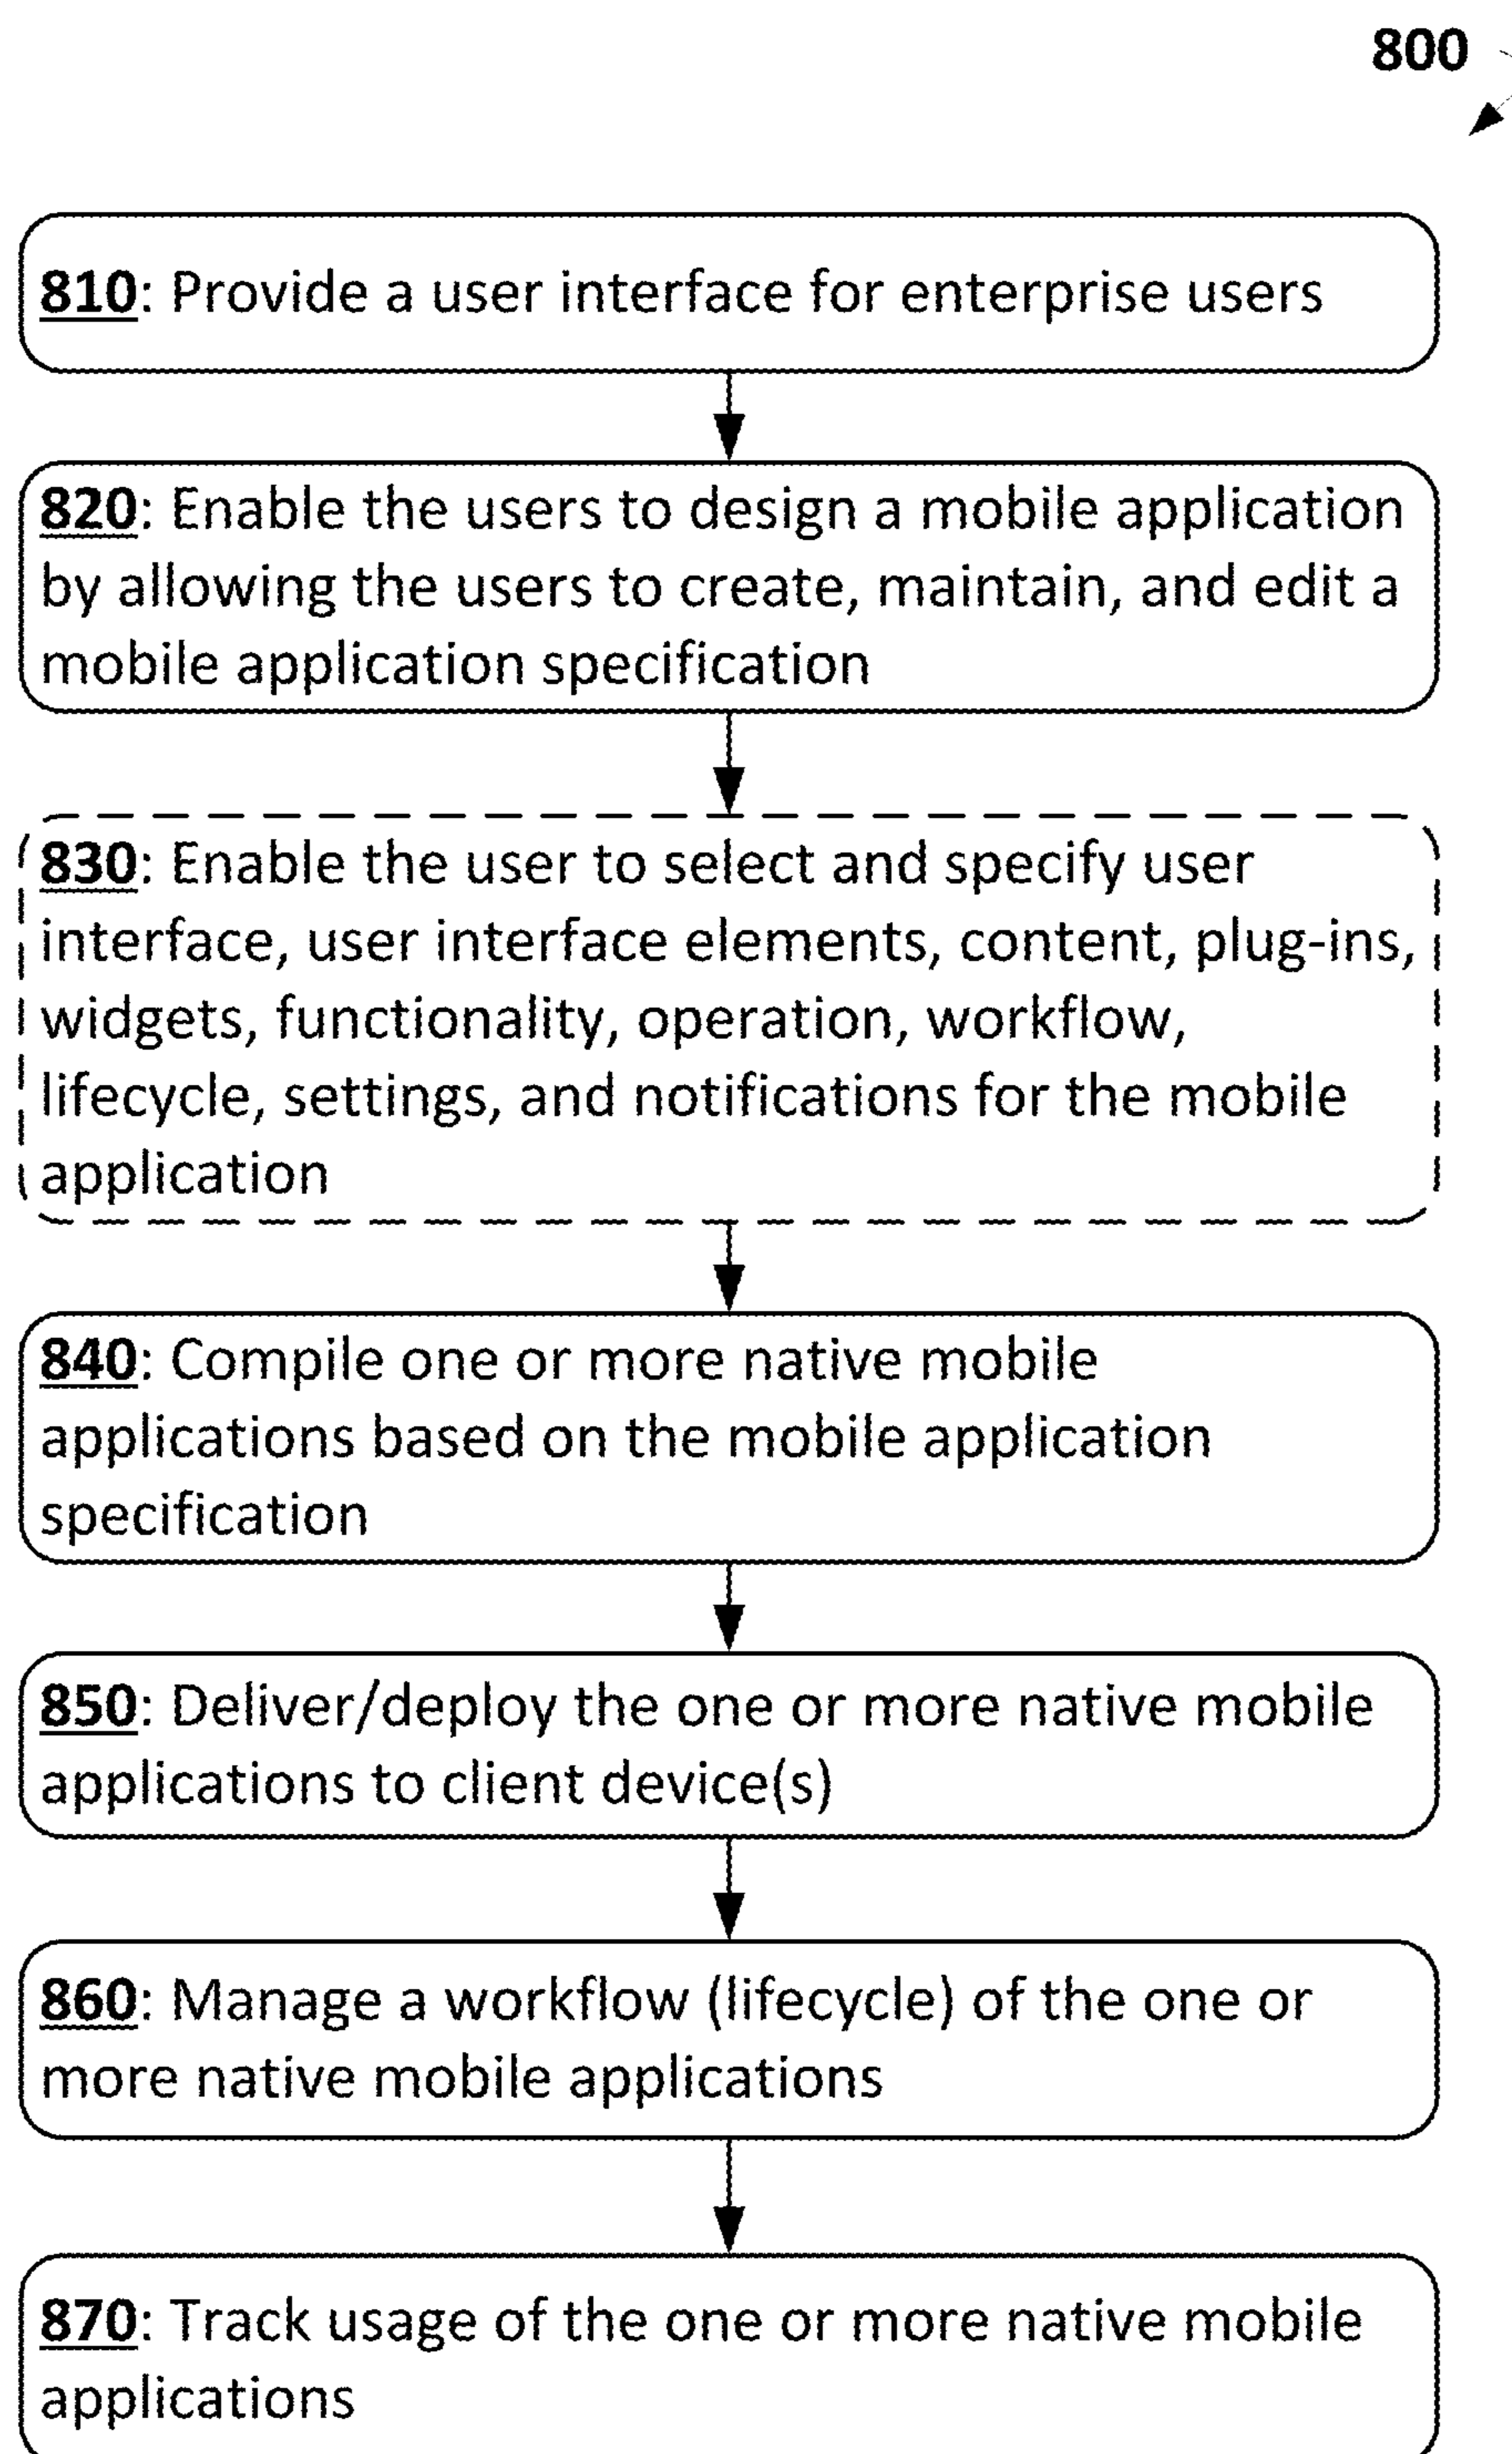 800
810: Provide a user interface for enterprise users
820: Enable the users to design a mobile application
by allowing the users to create, maintain, and edit a
mobile application specification
830: Enable the user to select and specify user
interface, user interface elements, content, plug-ins,
widgets, functionality, operation, workflow,
lifecycle, settings, and notifications for the mobile
application
840: Compile one or more native mobile
applications based on the mobile application
specification
850: Deliver/deploy the one or more native mobile
applications to client device(s)
860: Manage a workflow (lifecycle) of the one or
more native mobile applications
870: Track usage of the one or more native mobile
applications